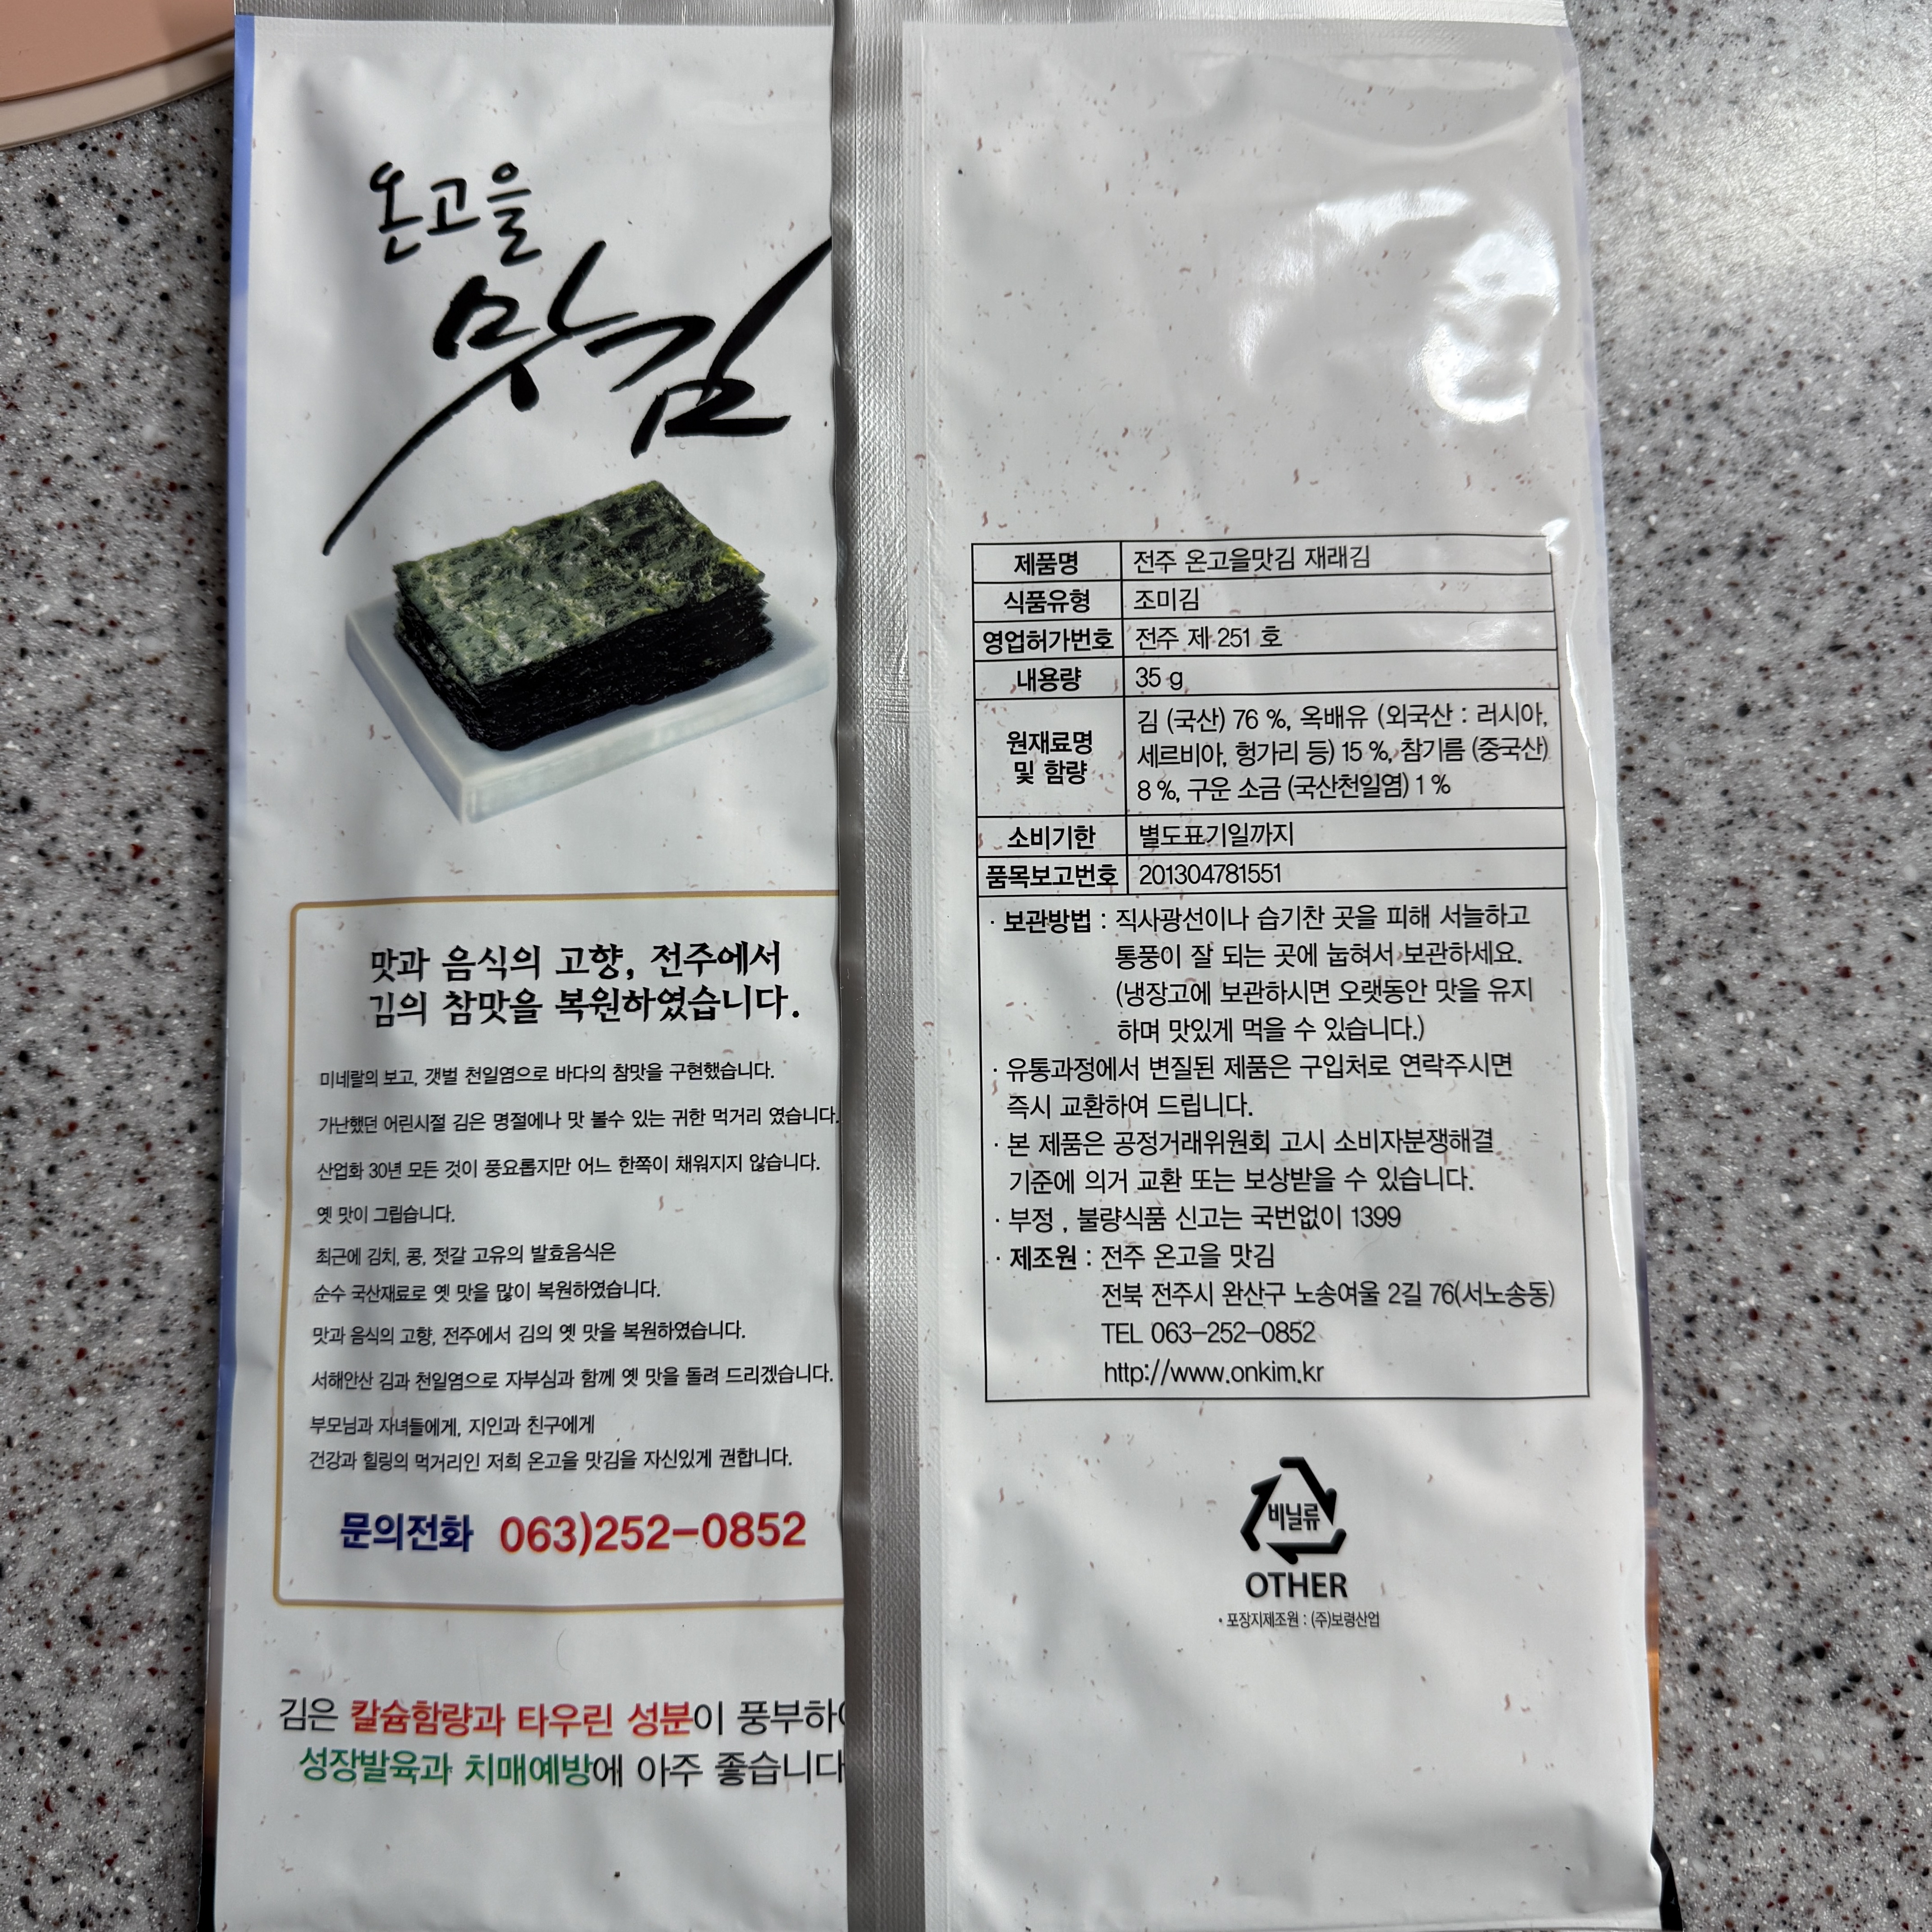 온고을
맛김
맛과 음식의 고향, 전주에서
김의 참맛을 복원하였습니다.
미네랄의 보고, 갯벌 천일염으로 바다의 참맛을 구현했습니다.
가난했던 어린시절 김은 명절에나 맛 볼수 있는 귀한 먹거리 였습니다.
산업화 30년 모든 것이 풍요롭지만 어느 한쪽이 채워지지 않습니다.
옛 맛이 그립습니다.
최근에 김치, 콩, 젓갈 고유의 발효음식은
순수 국산재료로 옛 맛을 많이 복원하였습니다.
맛과 음식의 고향, 전주에서 김의 옛 맛을 복원하였습니다.
서해안산 김과 천일염으로 자부심과 함께 옛 맛을 돌려 드리겠습니다.
부모님과 자녀들에게, 지인과 친구에게
건강과 힐링의 먹거리인 저희 온고을 맛김을 자신있게 권합니다.
문의전화 063)252-0852
김은 칼슘함량과 타우린 성분이 풍부하
성장발육과 치매예방에 아주 좋습니다
제품명 전주 온고을맛김 재래김
식품유형 조미김
영업허가번호 전주 제 251 호
내용량 35 g
원재료명
및 함량
김 (국산) 76 %, 옥배유 (외국산 : 러시아,
세르비아, 헝가리 등) 15 %, 참기름 (중국산)
8 %, 구운 소금 (국산천일염) 1 %
소비기한 별도표기일까지
품목보고번호 201304781551
· 보관방법 : 직사광선이나 습기찬 곳을 피해 서늘하고
통풍이 잘 되는 곳에 눕혀서 보관하세요.
(냉장고에 보관하시면 오랫동안 맛을 유지
하며 맛있게 먹을 수 있습니다.)
· 유통과정에서 변질된 제품은 구입처로 연락주시면
즉시 교환하여 드립니다.
· 본 제품은 공정거래위원회 고시 소비자분쟁해결
기준에 의거 교환 또는 보상받을 수 있습니다.
· 부정 , 불량식품 신고는 국번없이 1399
· 제조원 : 전주 온고을 맛김
전북 전주시 완산구 노송여울 2길 76(서노송동)
TEL 063-252-0852
http://www.onkim.kr
비닐류
OTHER
· 포장지제조원 : (주)보령산업